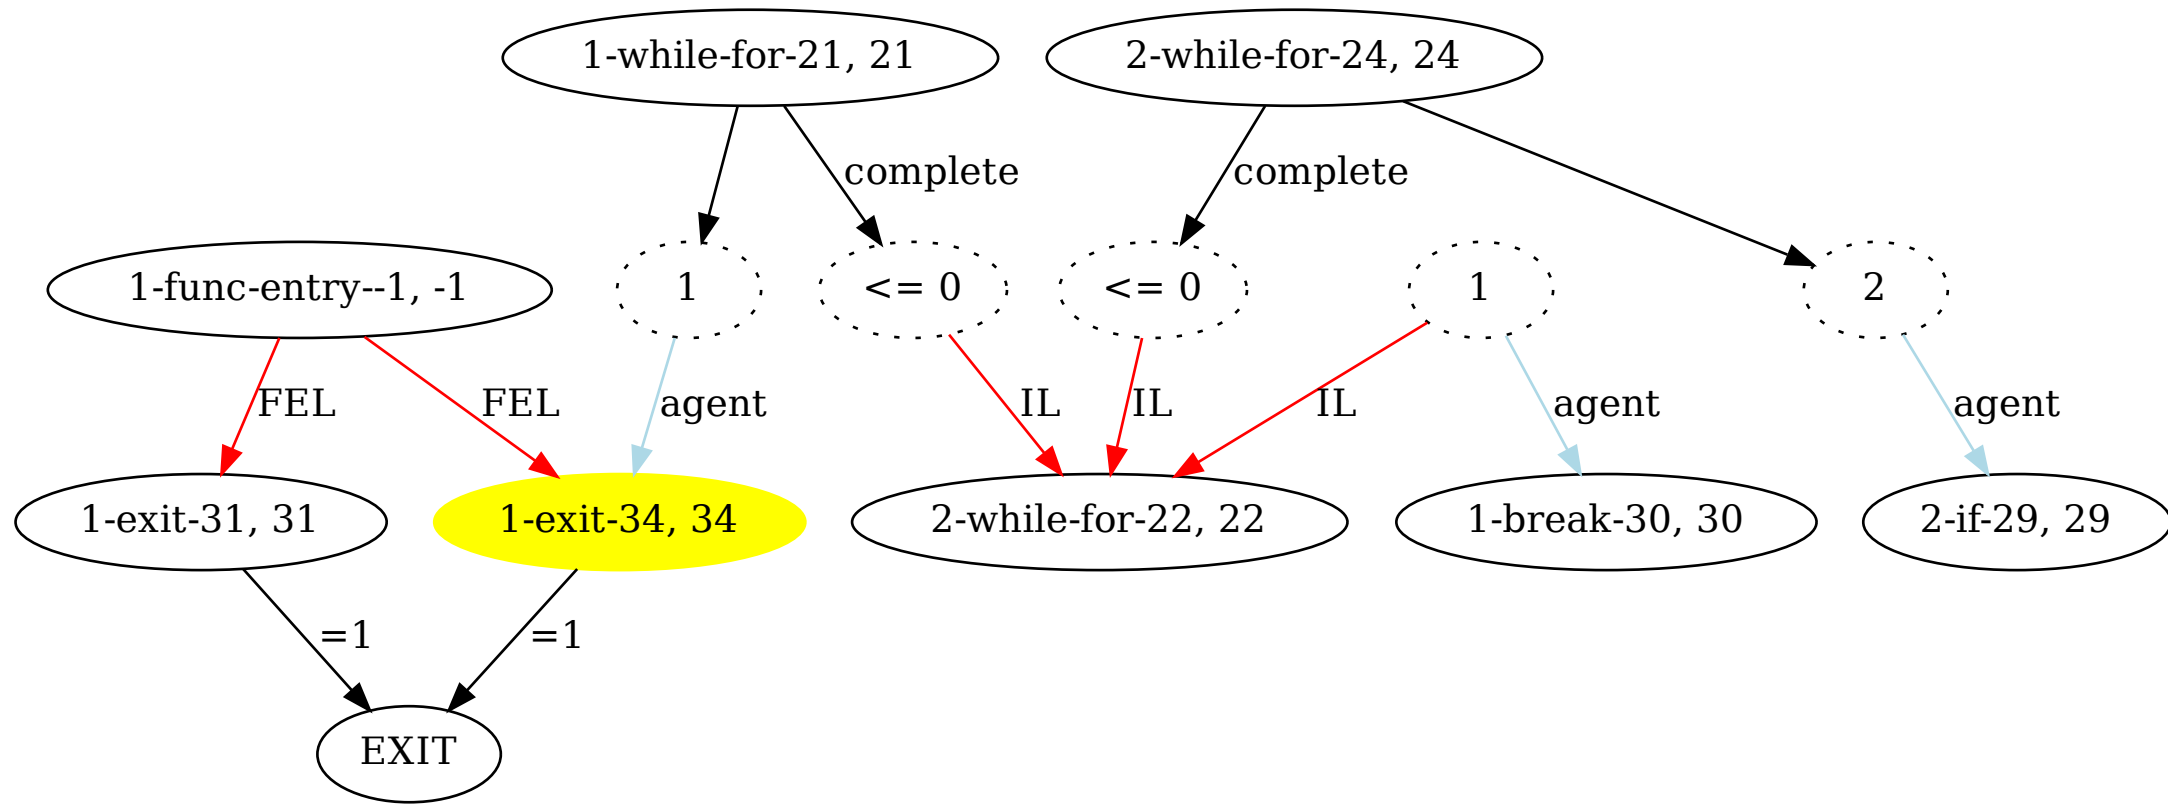 1-while-for-21, 21
2-while-for-24, 24
complete
complete
1-func-entry--1, -1
1
<= 0
<= 0
1
2
FEL
FEL
agent
IL
IL
IL
agent
agent
1-exit-31, 31
1-exit-34, 34
2-while-for-22, 22
1-break-30, 30
2-if-29, 29
=1
=1
EXIT